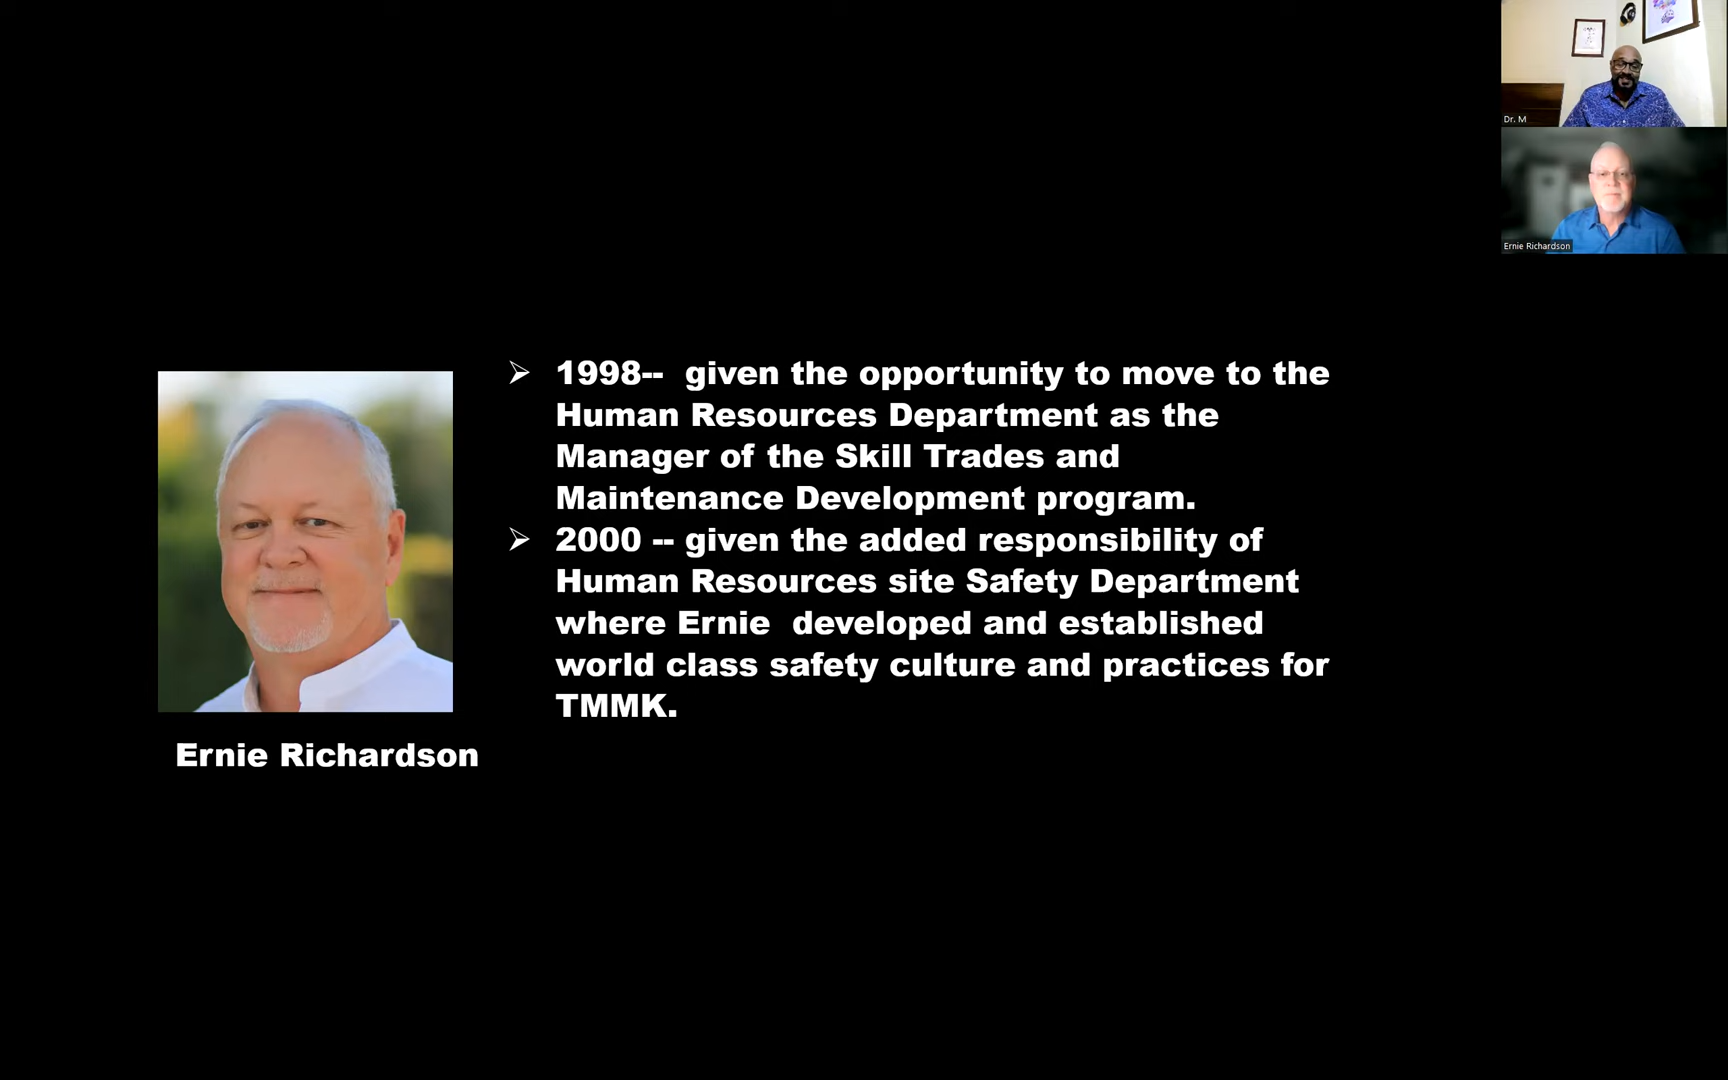 Dr. M
Ernie Richardson
➢ 1998--  given the opportunity to move to the
Human Resources Department as the
Manager of the Skill Trades and
Maintenance Development program.
➢ 2000 -- given the added responsibility of
Human Resources site Safety Department
where Ernie  developed and established
world class safety culture and practices for
TMMK.
Ernie Richardson